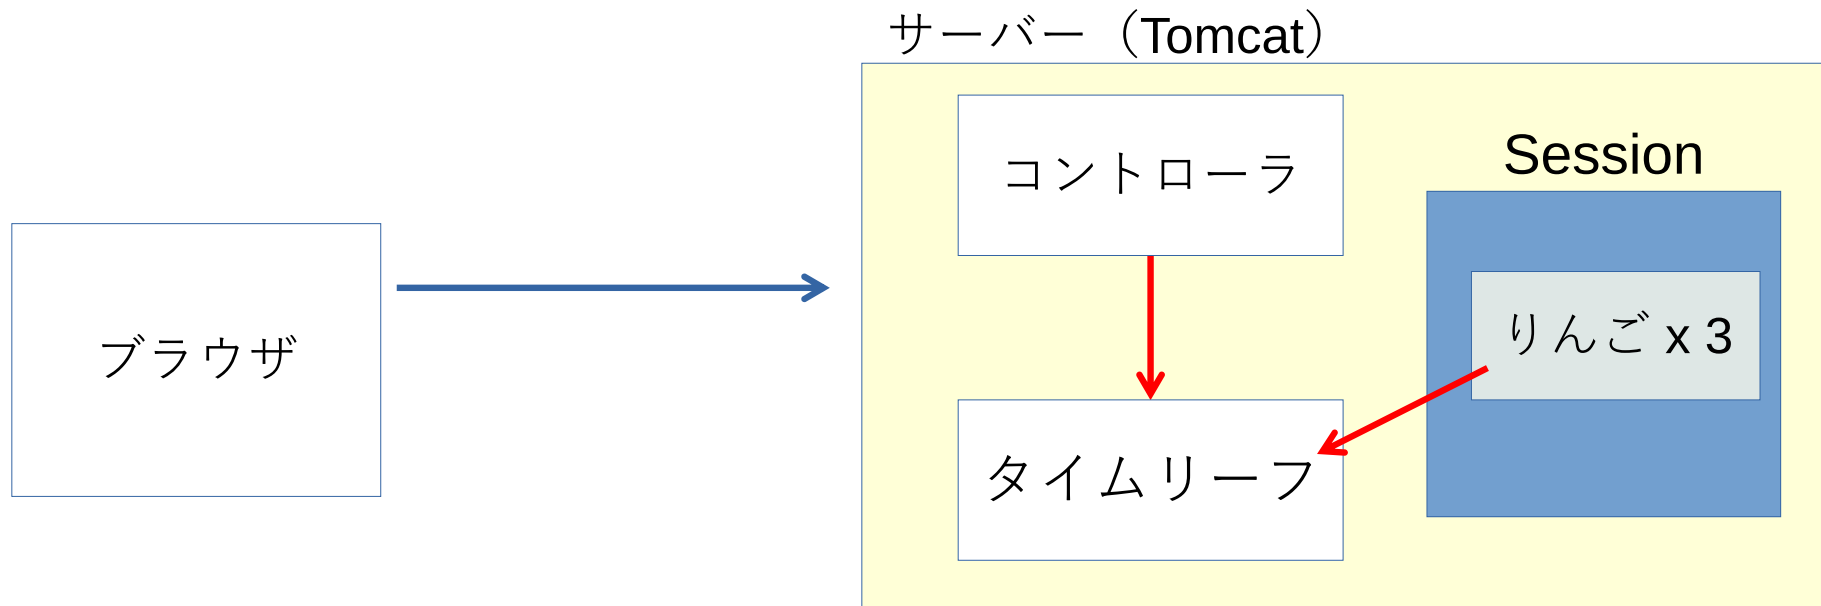 サーバー（Tomcat）
コントローラ
Session
ブラウザ
りんご x 3
タイムリーフ